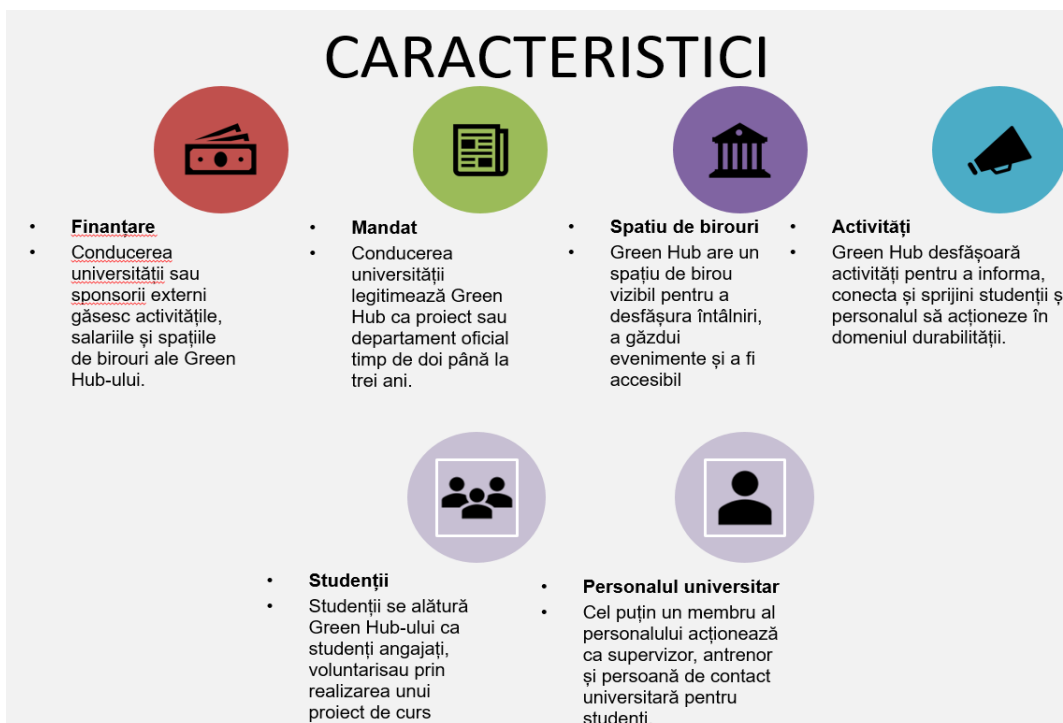 CARACTERISTICI
• Finanțare
• Conducerea
universității sau
sponsorii externi
găsesc activitățile,
salariile și spațiile
de birouri ale Green
Hub-ului.
• Mandat
• Conducerea
universității
legitimează Green
Hub ca proiect sau
departament oficial
timp de doi până la
trei ani.
• Spatiu de birouri
• Green Hub are un
spațiu de birou
vizibil pentru a
desfășura întâlniri,
a găzdui
evenimente și a fi
accesibil
• Activități
• Green Hub desfășoară
activități pentru a informa,
conecta și sprijini studenții ș
personalul să acționeze în
domeniul durabilității.
• Studenții
• Studenții se alătură
Green Hub-ului ca
studenți angajați,
voluntarisau prin
realizarea unui
proiect de curs
• Personalul universitar
• Cel puțin un membru al
personalului acționează
ca supervizor, antrenor
și persoană de contact
universitară pentru
studenți